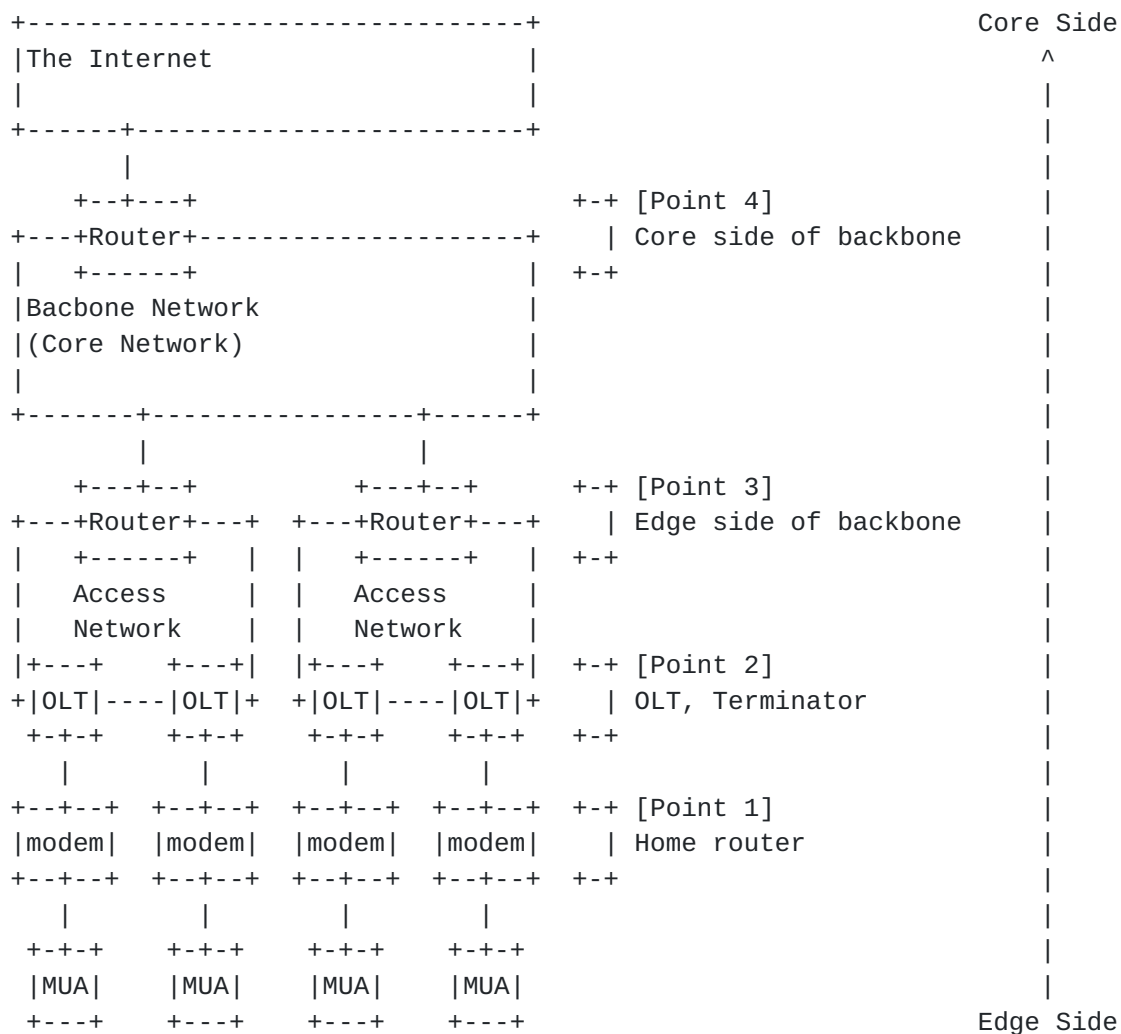 +--------------------------------+                            Core Side
|The Internet                    |                                ^
|                                |                                |
+------+-------------------------+                                |
       |                                                          |
    +--+---+                        +-+ [Point 4]                 |
+---+Router+---------------------+    | Core side of backbone     |
|   +------+                     |  +-+                           |
|Bacbone Network                 |                                |
|(Core Network)                  |                                |
|                                |                                |
+-------+-----------------+------+                                |
        |                 |                                       |
    +---+--+          +---+--+      +-+ [Point 3]                 |
+---+Router+---+  +---+Router+---+    | Edge side of backbone     |
|   +------+   |  |   +------+   |  +-+                           |
|   Access     |  |   Access     |                                |
|   Network    |  |   Network    |                                |
|+---+    +---+|  |+---+    +---+|  +-+ [Point 2]                 |
+|OLT|----|OLT|+  +|OLT|----|OLT|+    | OLT, Terminator           |
 +-+-+    +-+-+    +-+-+    +-+-+   +-+                           |
   |        |        |        |                                   |
+--+--+  +--+--+  +--+--+  +--+--+  +-+ [Point 1]                 |
|modem|  |modem|  |modem|  |modem|    | Home router               |
+--+--+  +--+--+  +--+--+  +--+--+  +-+                           |
   |        |        |        |                                   |
 +-+-+    +-+-+    +-+-+    +-+-+                                 |
 |MUA|    |MUA|    |MUA|    |MUA|                                 |
 +---+    +---+    +---+    +---+                             Edge Side